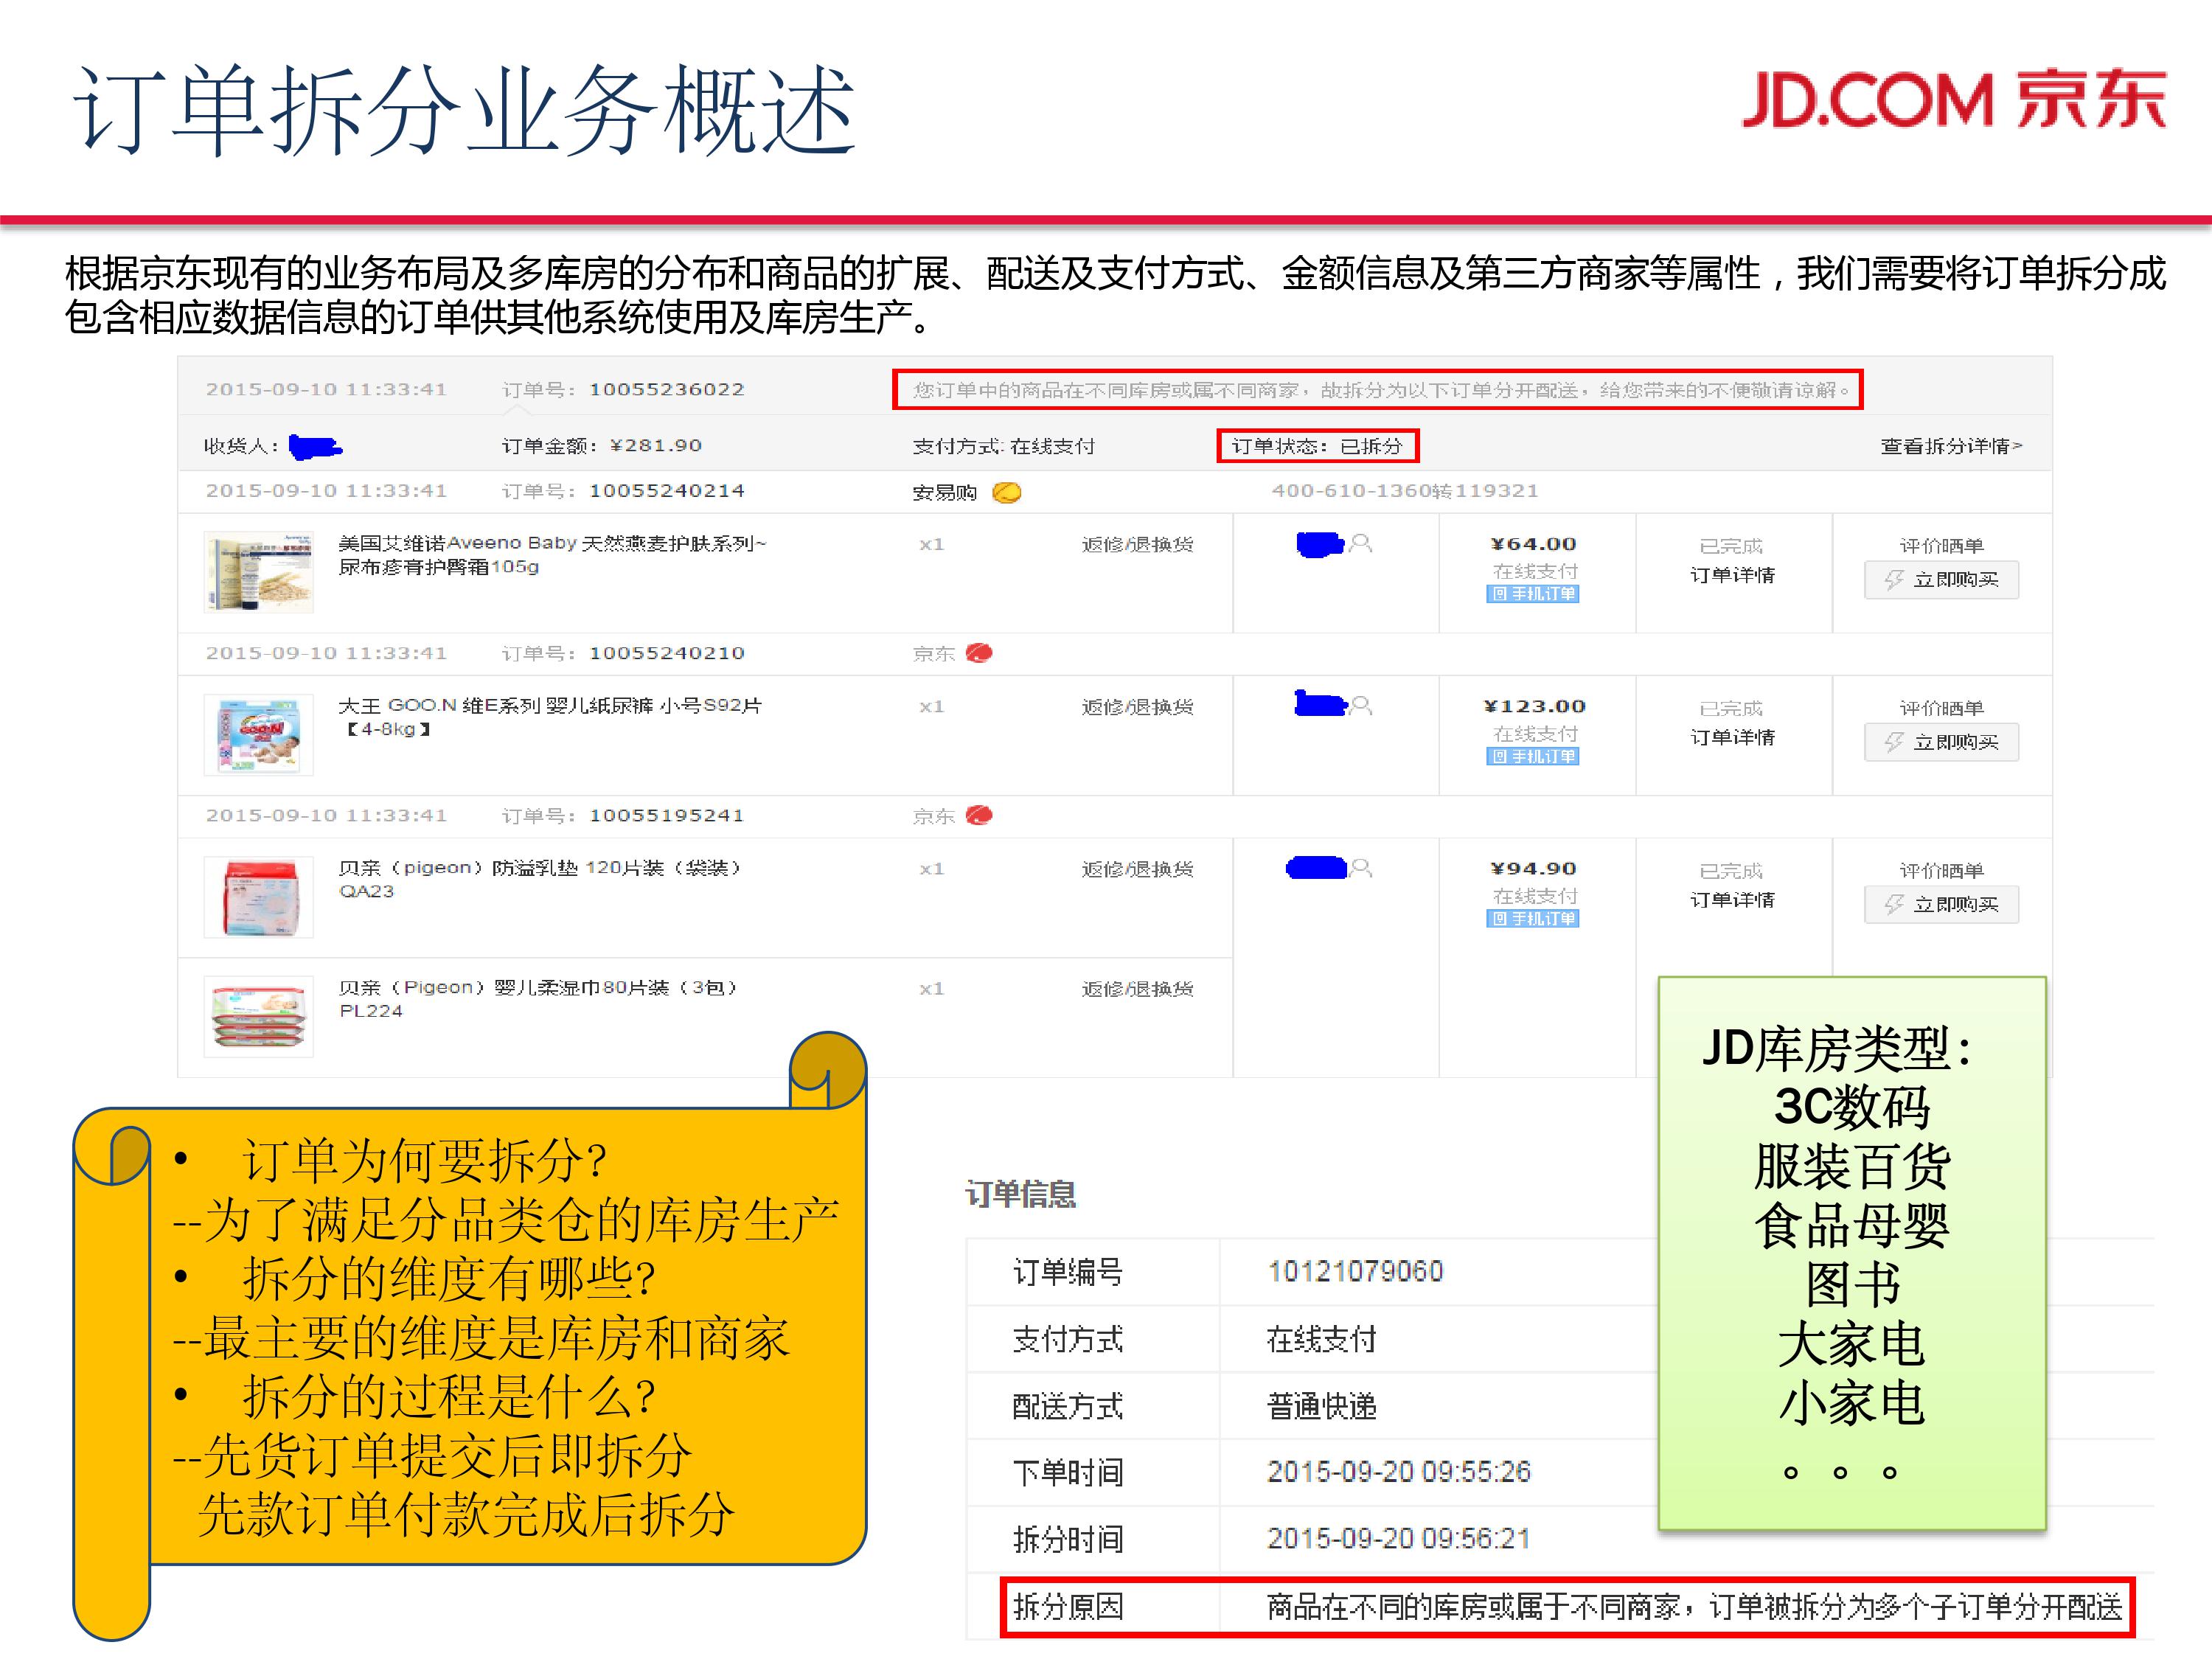 订单拆分业务概述
JD.COM 京东
根据京东现有的业务布局及多库房的分布和商品的扩展、配送及支付方式、金额信息及第三方商家等属性，我们需要将订单拆分成
包含相应数据信息的订单供其他系统使用及库房生产。
2015-09-10 11:33:41 订单号：10055236022 您订单中的商品在不同库房或属不同商家，故拆分为以下订单分开配送，给您带来的不便敬请谅解。
收货人： 订单金额：¥281.90 支付方式: 在线支付 订单状态：已拆分 查看拆分详情>
2015-09-10 11:33:41 订单号：10055240214 安易购 400-610-1360转119321
美国艾维诺Aveeno Baby 天然燕麦护肤系列~ x1 返修/退换货 ¥64.00 已完成 评价晒单
尿布疹膏护臀霜105g 在线支付 订单详情 立即购买
手机订单
2015-09-10 11:33:41 订单号：10055240210 京东
大王 GOO.N 维E系列 婴儿纸尿裤 小号S92片 x1 返修/退换货 ¥123.00 已完成 评价晒单
【4-8kg】 在线支付 订单详情 立即购买
手机订单
2015-09-10 11:33:41 订单号：10055195241 京东
贝亲（pigeon）防溢乳垫 120片装（袋装） x1 返修/退换货 ¥94.90 已完成 评价晒单
QA23 在线支付 订单详情 立即购买
手机订单
贝亲（Pigeon）婴儿柔湿巾80片装（3包） x1 返修/退换货
PL224
• 订单为何要拆分?
--为了满足分品类仓的库房生产
• 拆分的维度有哪些?
--最主要的维度是库房和商家
• 拆分的过程是什么?
--先货订单提交后即拆分
先款订单付款完成后拆分
订单信息
订单编号 10121079060
支付方式 在线支付
配送方式 普通快递
下单时间 2015-09-20 09:55:26
拆分时间 2015-09-20 09:56:21
拆分原因 商品在不同的库房或属于不同商家，订单被拆分为多个子订单分开配送
JD库房类型：
3C数码
服装百货
食品母婴
图书
大家电
小家电
。。。